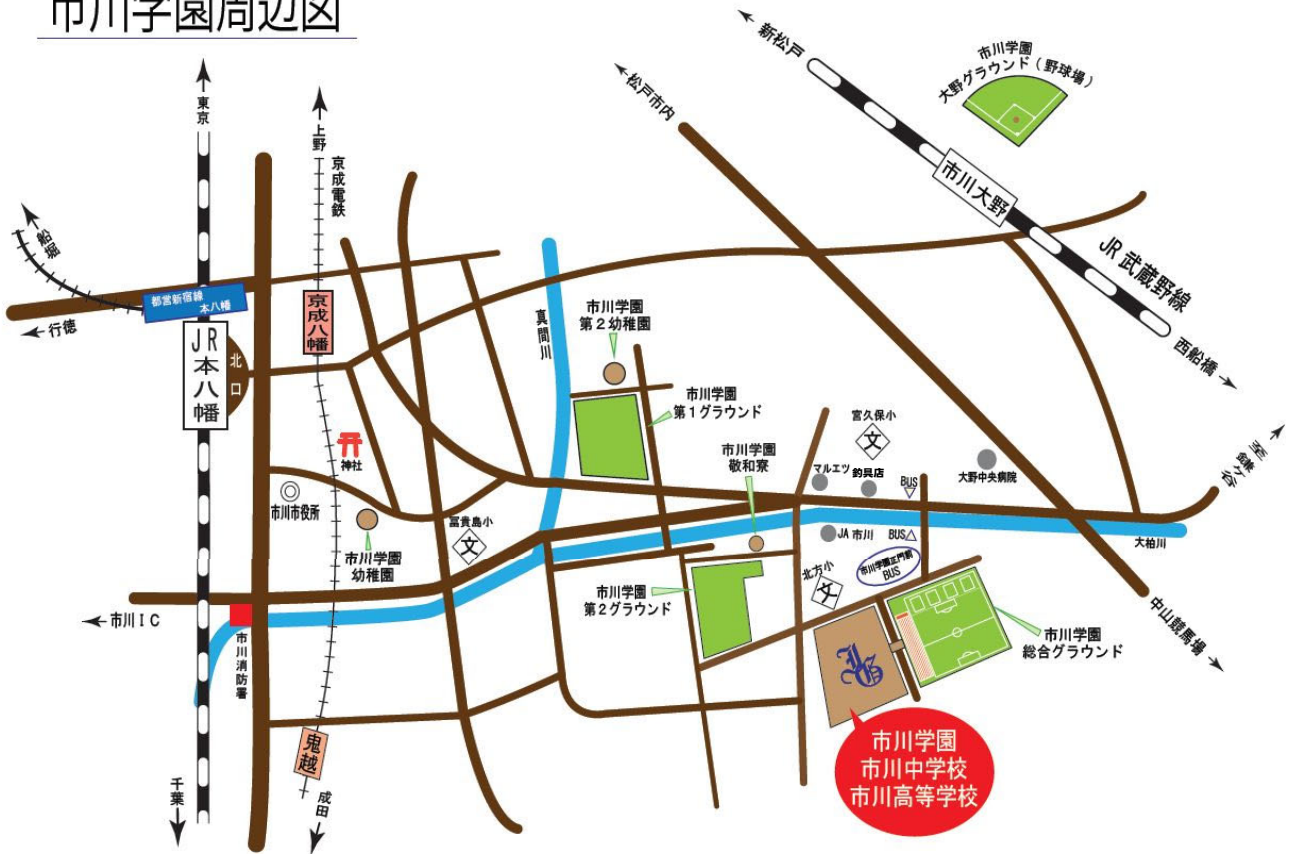 市川学園周辺図
東京
上野
京成電鉄
船堀
都営新宿線
本八幡
行徳
JR本八幡
北口
京成八幡
神社
市川市役所
市川学園
幼稚園
冨貴島小
文
市川IC
市川消防署
千葉
鬼越
成田
真間川
市川学園
第2幼稚園
市川学園
第1グラウンド
市川学園
敬和寮
市川学園
第2グラウンド
松戸市内
新松戸
市川学園
大野グラウンド(野球場)
市川大野
JR武蔵野線
西船橋
宮久保小
文
マルエツ
釣具店
BUS
大野中央病院
至鎌ヶ谷
JA市川
BUS
大柏川
北方小
文
市川学園正門前
BUS
中山競馬場
市川学園
総合グラウンド
市川学園
市川中学校
市川高等学校